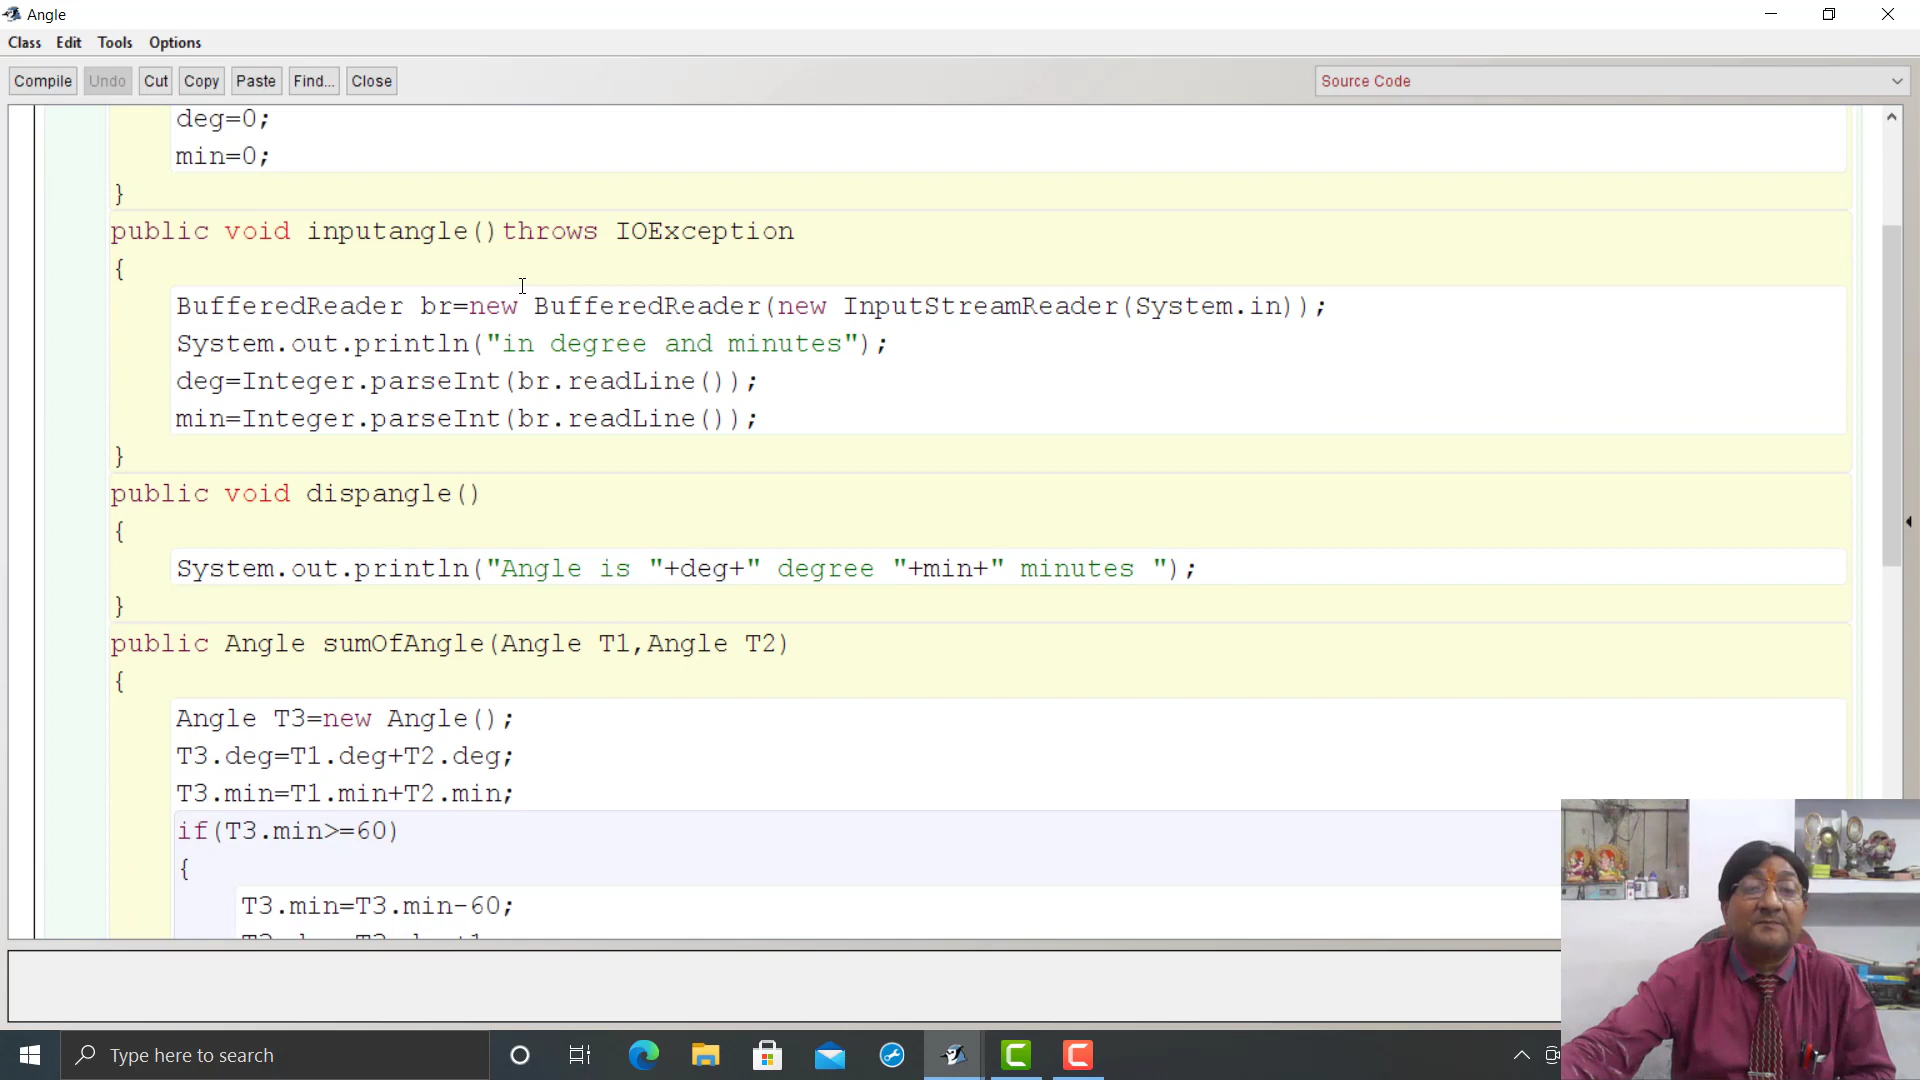 Angle
Class Edit Tools Options
Compile Undo Cut Copy Paste Find... Close Source Code
deg=0;
min=0;
}
public void inputangle()throws IOException
{
BufferedReader br=new BufferedReader(new InputStreamReader(System.in));
System.out.println("in degree and minutes");
deg=Integer.parseInt(br.readLine());
min=Integer.parseInt(br.readLine());
}
public void dispangle()
{
System.out.println("Angle is "+deg+" degree "+min+" minutes ");
}
public Angle sumOfAngle(Angle T1,Angle T2)
{
Angle T3=new Angle();
T3.deg=T1.deg+T2.deg;
T3.min=T1.min+T2.min;
if(T3.min>=60)
{
T3.min=T3.min-60;
Type here to search